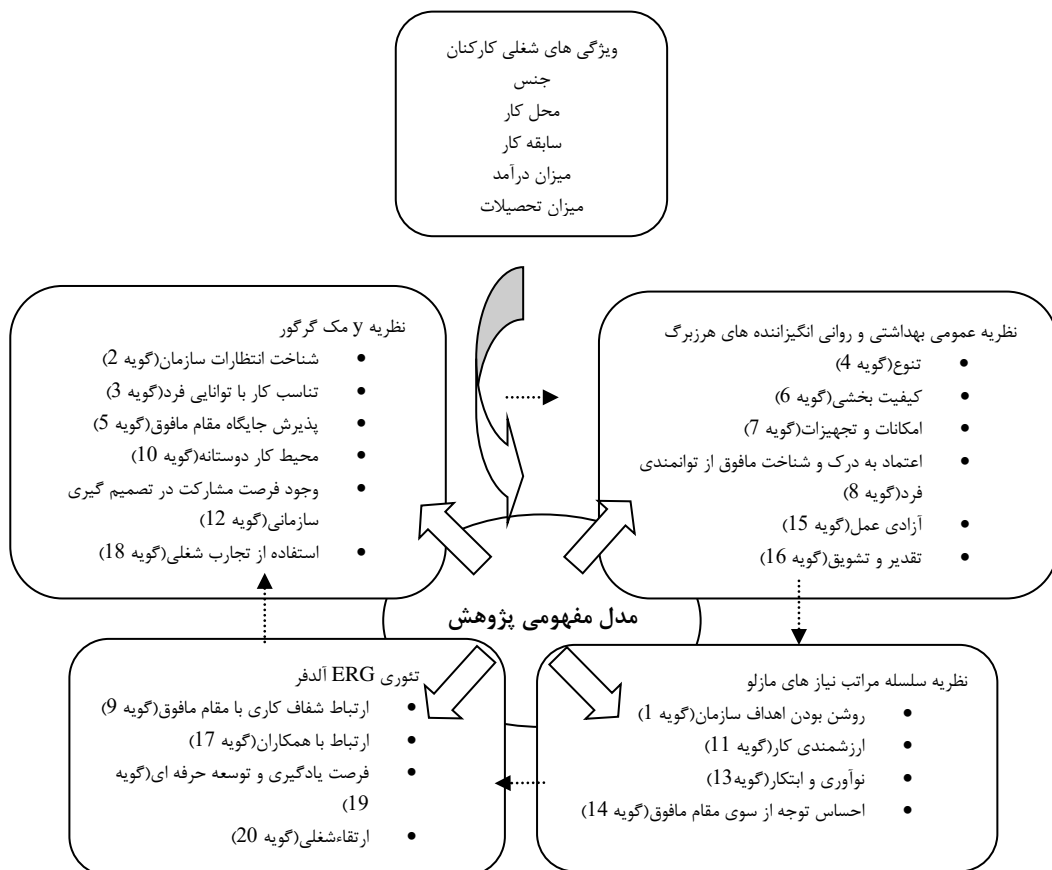 ویژگی های شغلی کارکنان
جنس
محل کار
سابقه کار
میزان درآمد
میزان تحصیلات
نظریه عمومی بهداشتی و روانی انگیزاننده های هرزبرگ
• تنوع(گویه 4)
• کیفیت بخشی(گویه 6)
• امکانات و تجهیزات(گویه 7)
• اعتماد به درک و شناخت مافوق از توانمندی
فرد(گویه 8)
• آزادی عمل(گویه 15)
• تقدیر و تشویق(گویه 16)
نظریه y مک گرگور
• شناخت انتظارات سازمان(گویه 2)
• تناسب کار با توانایی فرد(گویه 3)
• پذیرش جایگاه مقام مافوق(گویه 5)
• محیط کار دوستانه(گویه 10)
• وجود فرصت مشارکت در تصمیم گیری
سازمانی(گویه 12)
• استفاده از تجارب شغلی(گویه 18)
مدل مفهومی پژوهش
نظریه سلسله مراتب نیاز های مازلو
• روشن بودن اهداف سازمان(گویه 1)
• ارزشمندی کار(گویه 11)
• نوآوری و ابتکار(گویه13)
• احساس توجه از سوی مقام مافوق(گویه 14)
تئوری ERG آلدفر
• ارتباط شفاف کاری با مقام مافوق(گویه 9)
• ارتباط با همکاران(گویه 17)
• فرصت یادگیری و توسعه حرفه ای(گویه
19)
• ارتقاءشغلی(گویه 20)